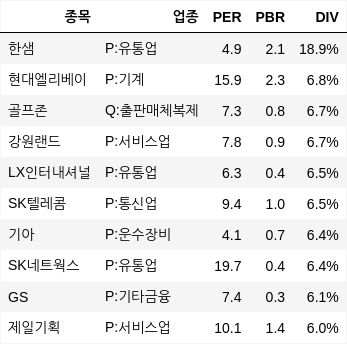 종목 업종 PER PBR DIV
한샘 P:유통업 4.9 2.1 18.9%
현대엘리베이 P:기계 15.9 2.3 6.8%
골프존 Q:출판매체복제 7.3 0.8 6.7%
강원랜드 P:서비스업 7.8 0.9 6.7%
LX인터내셔널 P:유통업 6.3 0.4 6.5%
SK텔레콤 P:통신업 9.4 1.0 6.5%
기아 P:운수장비 4.1 0.7 6.4%
SK네트웍스 P:유통업 19.7 0.4 6.4%
GS P:기타금융 7.4 0.3 6.1%
제일기획 P:서비스업 10.1 1.4 6.0%